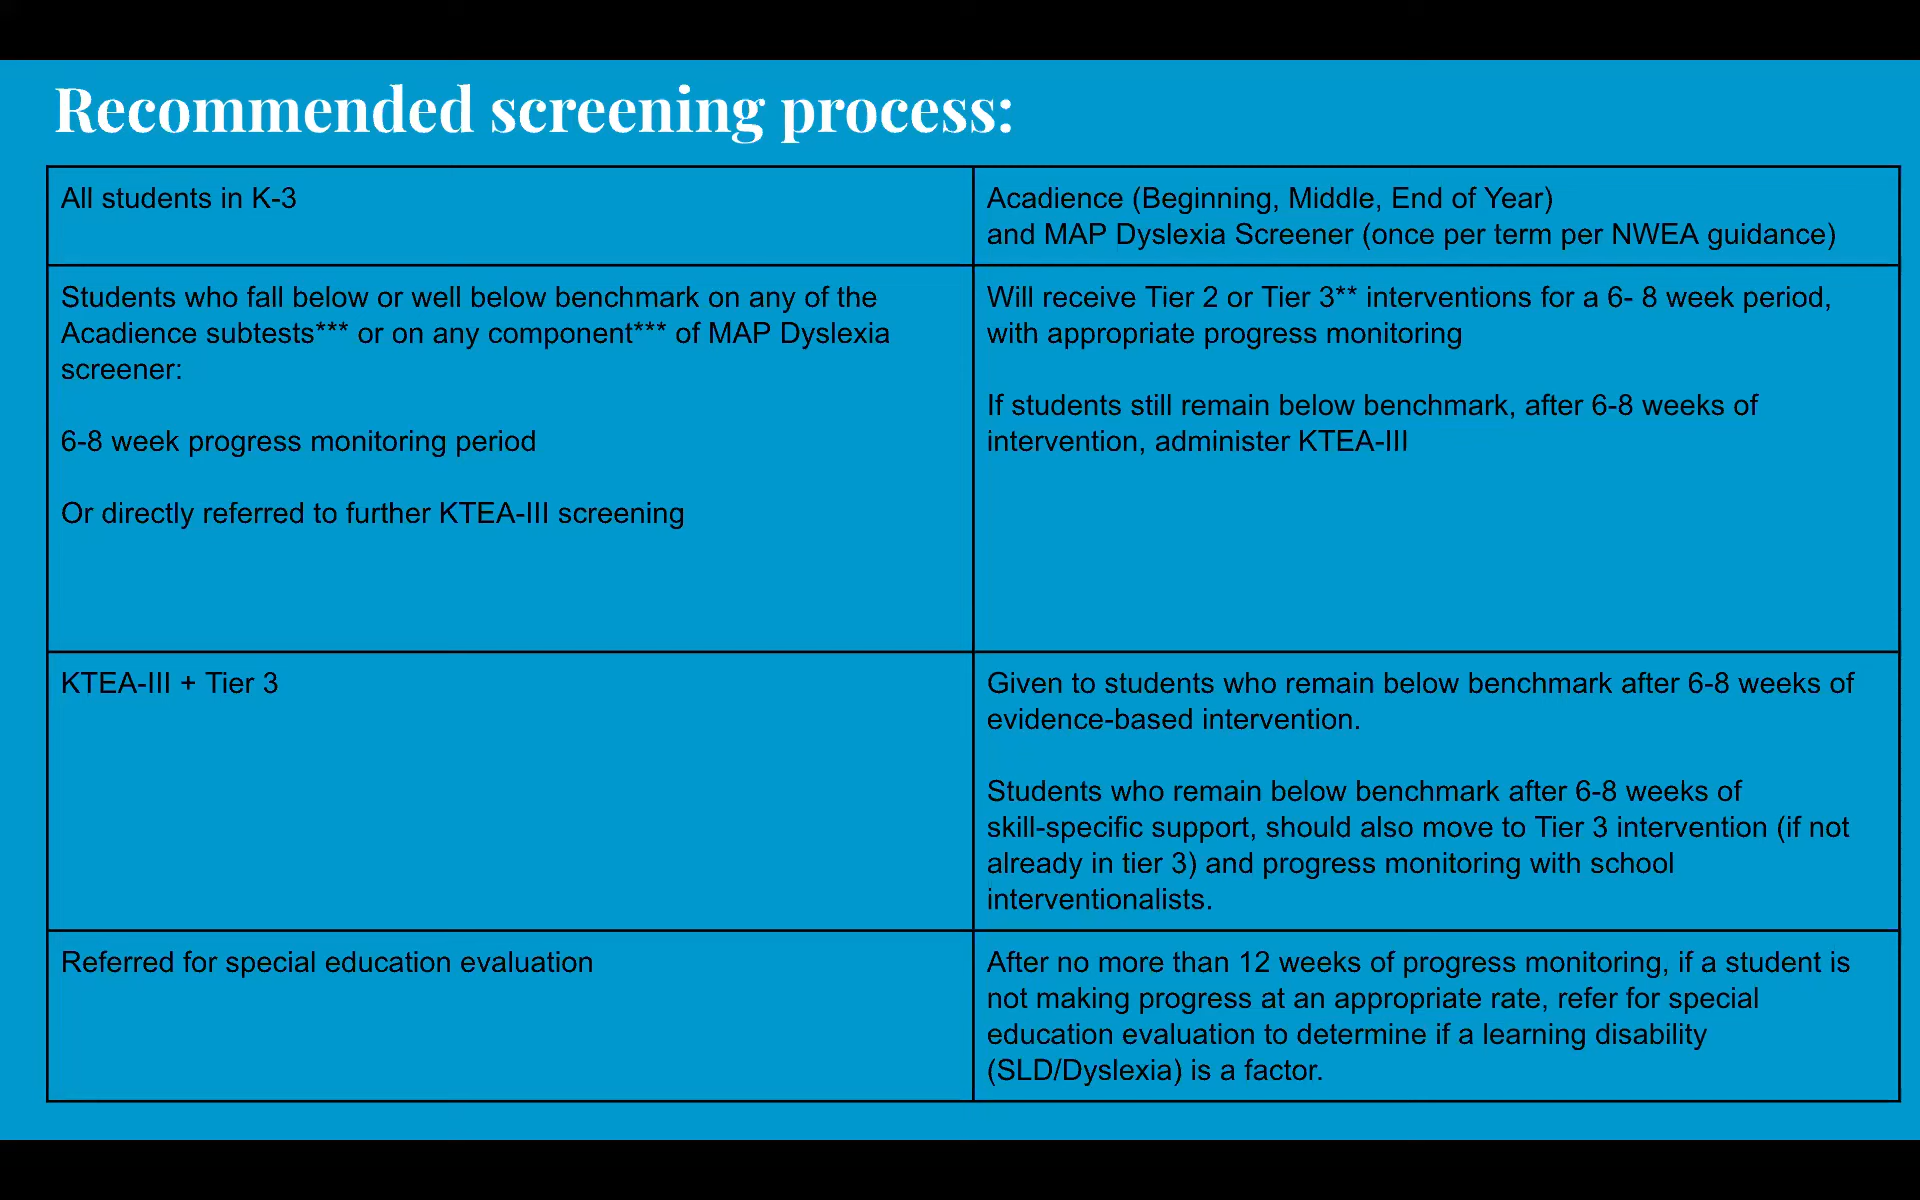 Recommended screening process:
All students in K-3
Acadience (Beginning, Middle, End of Year)
and MAP Dyslexia Screener (once per term per NWEA guidance)
Students who fall below or well below benchmark on any of the
Acadience subtests*** or on any component*** of MAP Dyslexia
screener:
6-8 week progress monitoring period
Or directly referred to further KTEA-III screening
Will receive Tier 2 or Tier 3** interventions for a 6- 8 week period,
with appropriate progress monitoring
If students still remain below benchmark, after 6-8 weeks of
intervention, administer KTEA-III
KTEA-III + Tier 3
Given to students who remain below benchmark after 6-8 weeks of
evidence-based intervention.
Students who remain below benchmark after 6-8 weeks of
skill-specific support, should also move to Tier 3 intervention (if not
already in tier 3) and progress monitoring with school
interventionalists.
Referred for special education evaluation
After no more than 12 weeks of progress monitoring, if a student is
not making progress at an appropriate rate, refer for special
education evaluation to determine if a learning disability
(SLD/Dyslexia) is a factor.